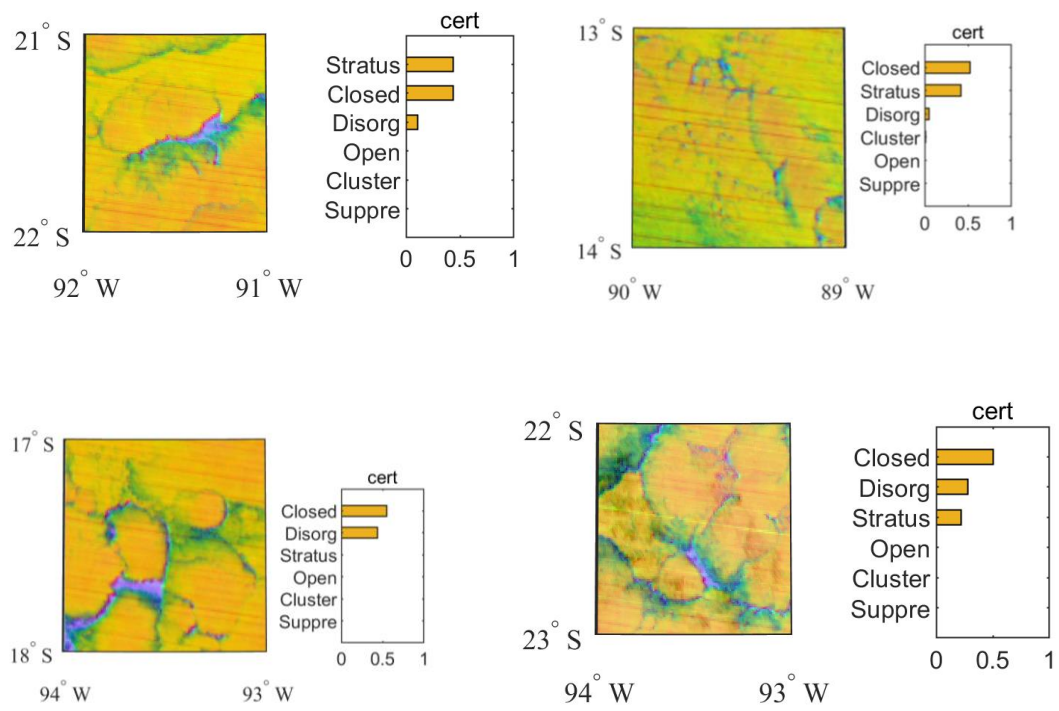 21° S
22° S
92° W 91° W
cert
Stratus
Closed
Disorg
Open
Cluster
Suppre
0 0.5 1
13° S
14° S
90° W 89° W
cert
Closed
Stratus
Disorg
Cluster
Open
Suppre
0 0.5 1
17° S
18° S
94° W 93° W
cert
Closed
Disorg
Stratus
Open
Cluster
Suppre
0 0.5 1
22° S
23° S
94° W 93° W
cert
Closed
Disorg
Stratus
Open
Cluster
Suppre
0 0.5 1